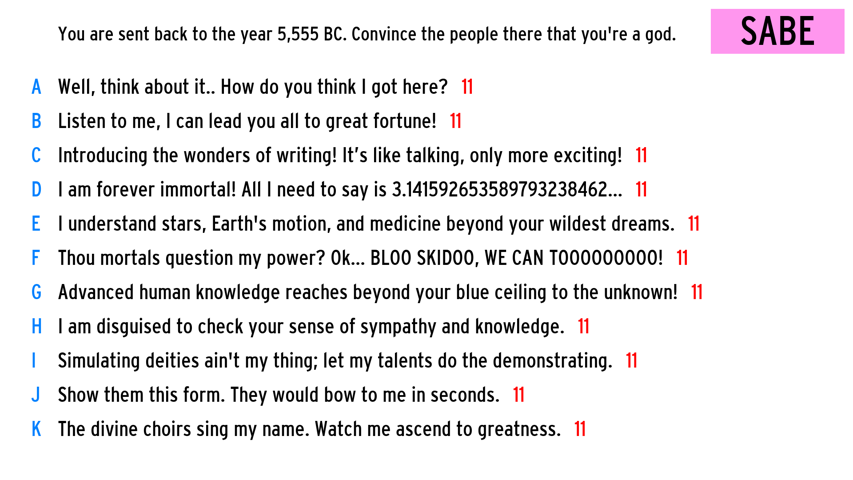 You are sent back to the year 5,555 BC. Convince the people there that you're a god.
SABE
A Well, think about it.. How do you think I got here? 11
B Listen to me, I can lead you all to great fortune! 11
C Introducing the wonders of writing! It’s like talking, only more exciting! 11
D I am forever immortal! All I need to say is 3.141592653589793238462... 11
E I understand stars, Earth's motion, and medicine beyond your wildest dreams. 11
F Thou mortals question my power? Ok... BLOO SKIDOO, WE CAN TOOOOOOOOO! 11
G Advanced human knowledge reaches beyond your blue ceiling to the unknown! 11
H I am disguised to check your sense of sympathy and knowledge. 11
I Simulating deities ain't my thing; let my talents do the demonstrating. 11
J Show them this form. They would bow to me in seconds. 11
K The divine choirs sing my name. Watch me ascend to greatness. 11